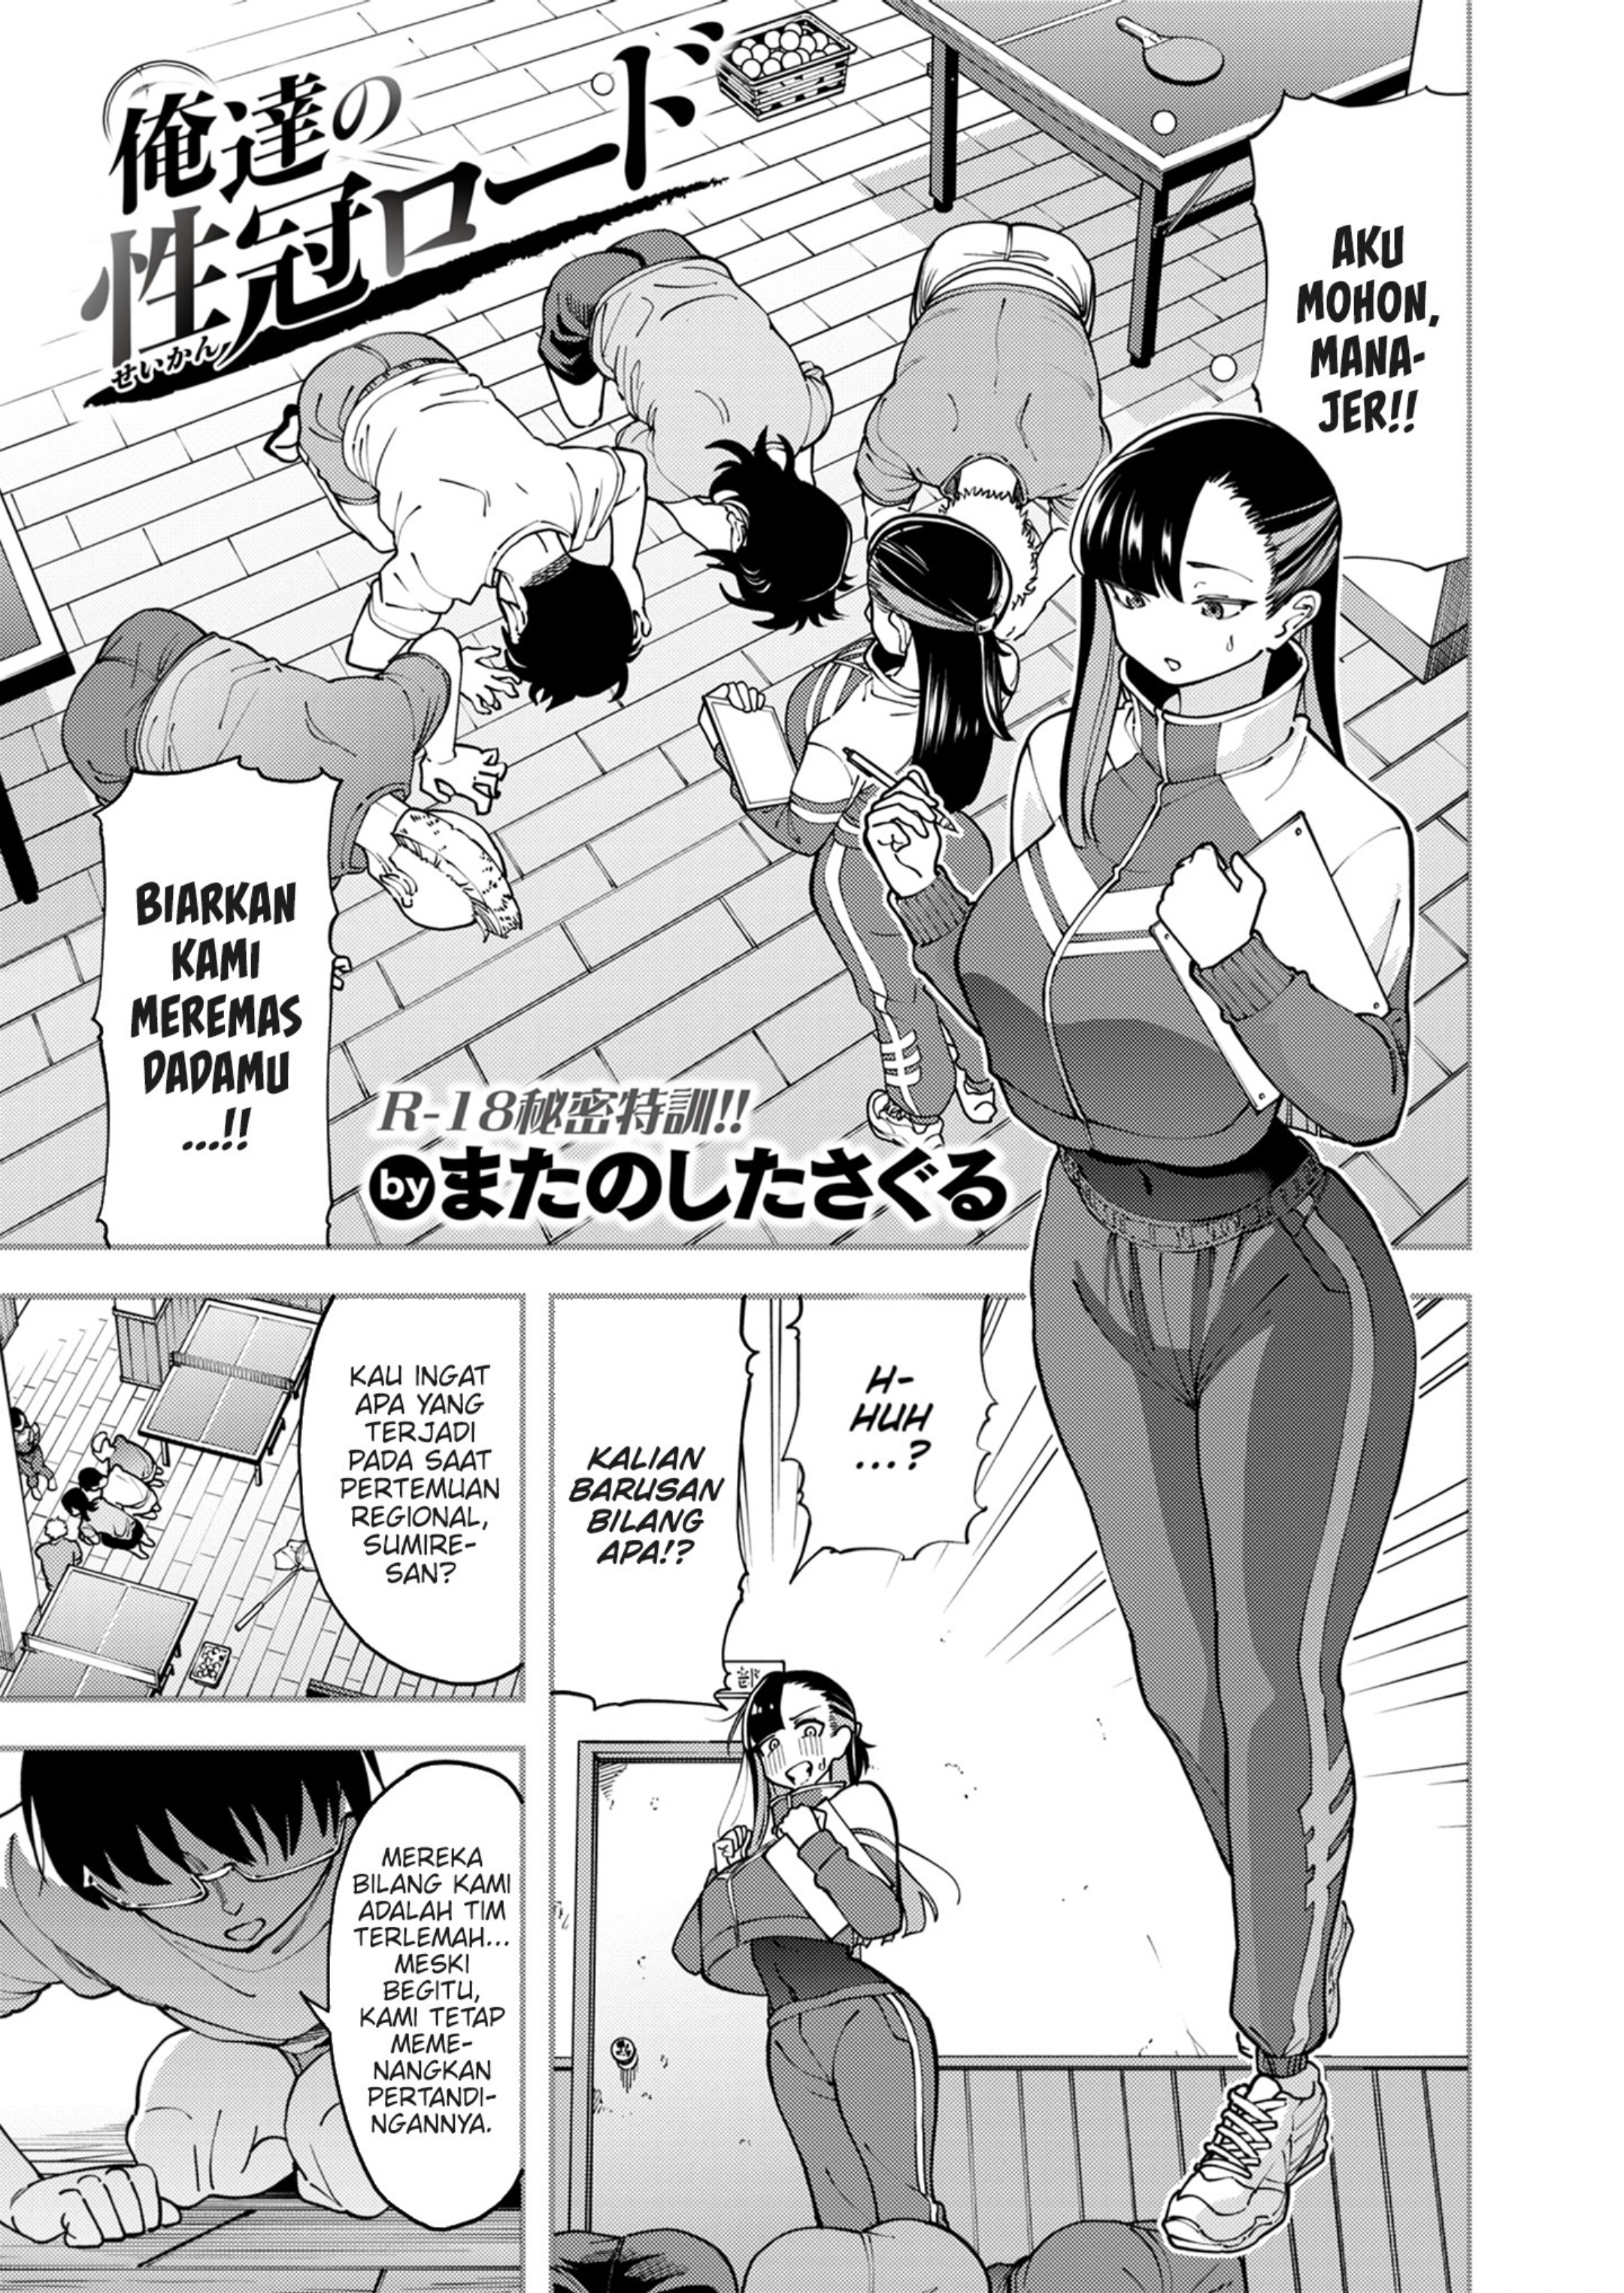 俺達の
性冠ロード
せいかん
AKU
MOHON,
MANA-
JER!!
BIARKAN
KAMI
MEREMAS
DADAMU
...!!
R-18秘密特訓!!
byまたのしたさぐる
H-
HUH
...?
KALIAN
BARUSAN
BILANG
APA!?
KAU INGAT
APA YANG
TERJADI
PADA SAAT
PERTEMUAN
REGIONAL,
SUMIRE-
SAN?
MEREKA
BILANG KAMI
ADALAH TIM
TERLEMAH...
MESKI
BEGITU,
KAMI TETAP
MEME-
NANGKAN
PERTANDI-
NGANNYA.